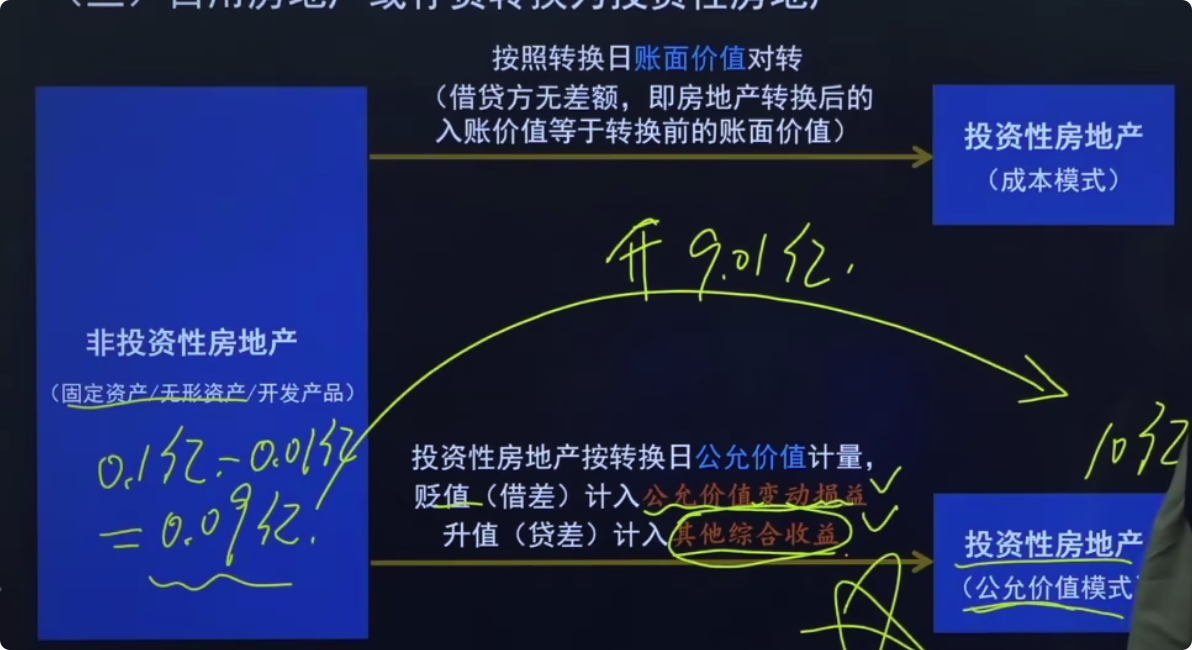 （三）自用房地产或存货转换为投资性房地产
按照转换日账面价值对转
（借贷方无差额，即房地产转换后的
入账价值等于转换前的账面价值）
投资性房地产
（成本模式）
升 9.01亿.
非投资性房地产
（固定资产/无形资产/开发产品）
0.1亿-0.01亿
=0.09亿.
投资性房地产按转换日公允价值计量，
贬值（借差）计入公允价值变动损益
升值（贷差）计入其他综合收益
10亿
投资性房地产
（公允价值模式